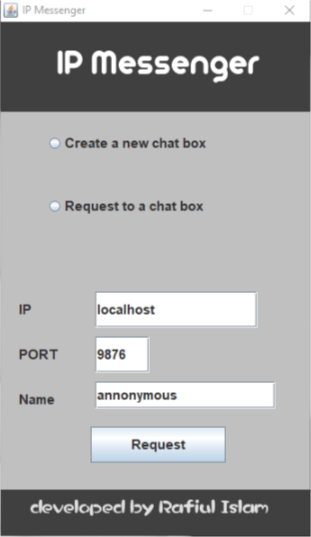 IP Messenger
IP Messenger
Create a new chat box
Request to a chat box
IP localhost
PORT 9876
Name annonymous
Request
developed by Rafiul Islam